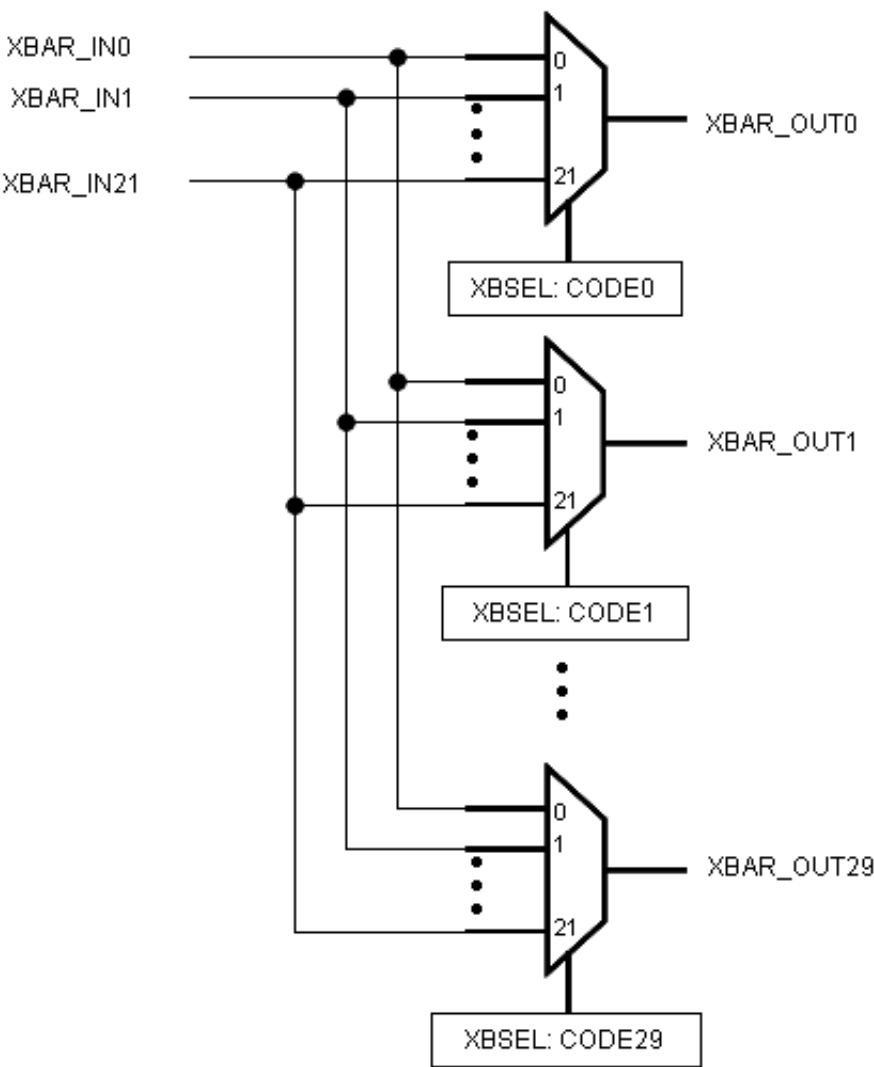 XBAR_IN0
0
XBAR_IN1
1
XBAR_OUT0
XBAR_IN21
21
XBSEL: CODE0
0
1
XBAR_OUT1
21
XBSEL: CODE1
0
1
XBAR_OUT29
21
XBSEL: CODE29